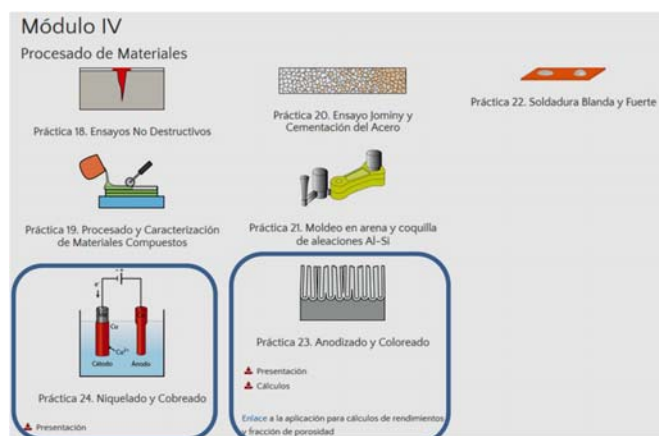 Módulo IV
Procesado de Materiales
Práctica 18. Ensayos No Destructivos
Práctica 20. Ensayo Jominy y
Cementación del Acero
Práctica 22. Soldadura Blanda y Fuerte
Práctica 19. Procesado y Caracterización
de Materiales Compuestos
Práctica 21. Moldeo en arena y coquilla
de aleaciones Al-Si
e⁻
- +
Cu
Cu²⁺
Cátodo
Ánodo
Práctica 24. Niquelado y Cobreado
Presentación
Práctica 23. Anodizado y Coloreado
Presentación
Cálculos
Enlace a la aplicación para cálculos de rendimientos
y fracción de porosidad